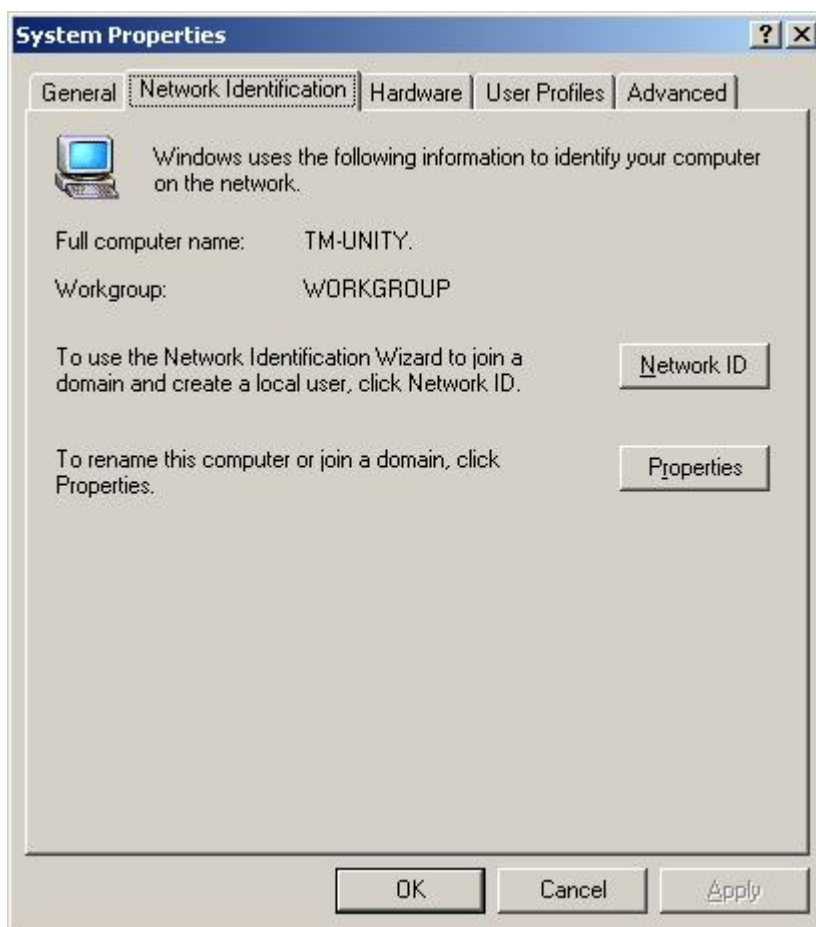 System Properties
General Network Identification Hardware User Profiles Advanced
Windows uses the following information to identify your computer
on the network.
Full computer name: TM-UNITY.
Workgroup: WORKGROUP
To use the Network Identification Wizard to join a
domain and create a local user, click Network ID.
Network ID
To rename this computer or join a domain, click
Properties.
Properties
OK Cancel Apply